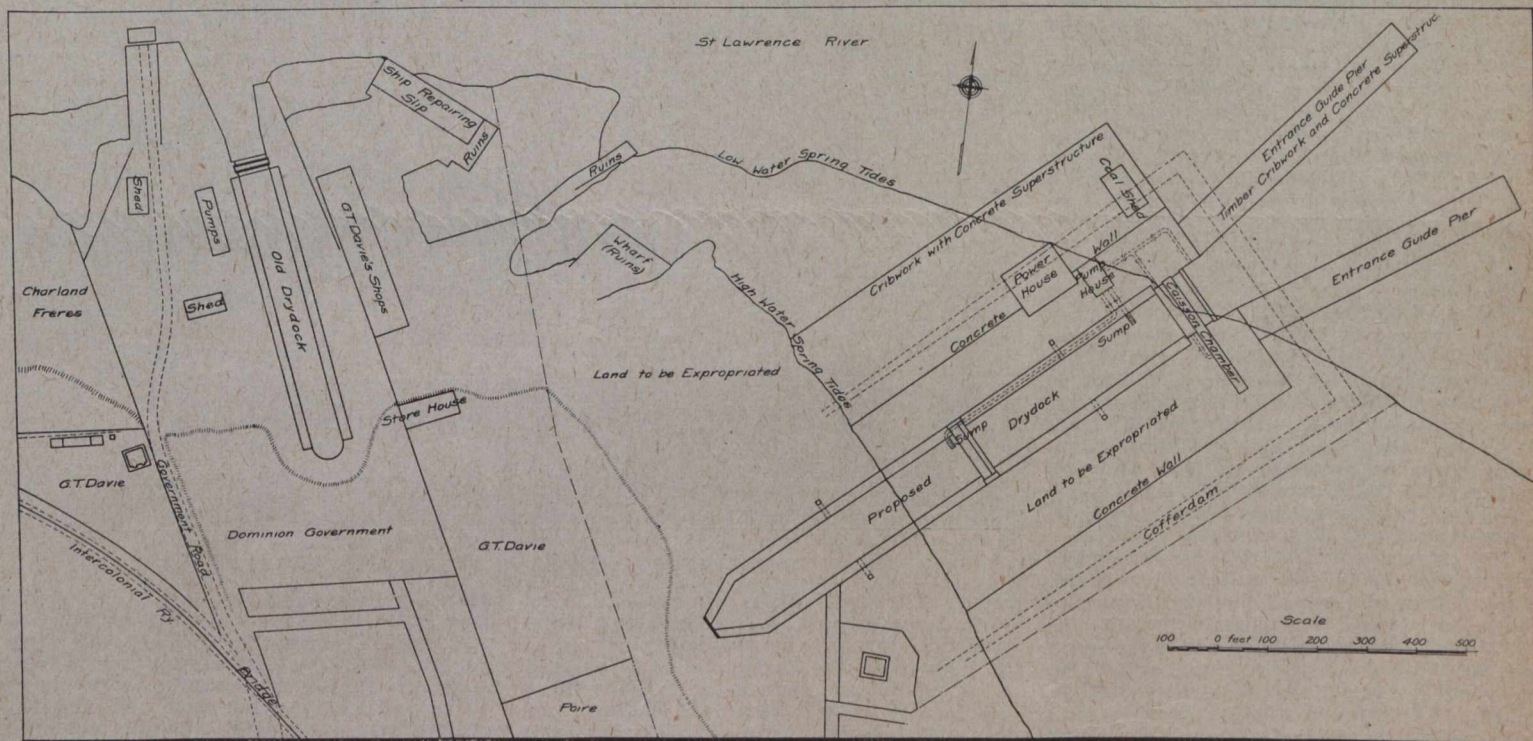 St Lawrence River
Ship Repairing
Slip
Ruins
Ruins
Low Water Spring Tides
Entrance Guide Pier
Timber Cribwork and Concrete Superstruc.
Shed
Pumps
Old Drydock
G.T.Davie's Shops
Cribwork with Concrete Superstructure
Coal Shed
Wharf
(Ruins)
High Water Spring Tides
Power
House
Pump
House
Concrete Wall
Entrance Guide Pier
Caisson Chamber
Charland
Freres
Shed
Sump
Land to be Expropriated
Store House
Sump
Proposed Drydock
Land to be Expropriated
Concrete Wall
Cofferdam
G.T.Davie
Government Road
Dominion Government
G.T.Davie
Intercolonial Ry.
Bridge
Poire
Scale
100 0 feet 100 200 300 400 500